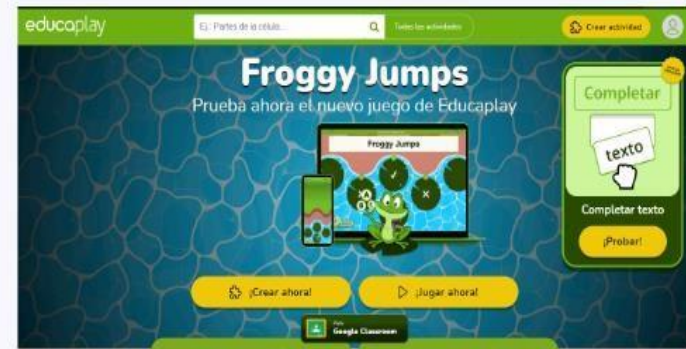 educaplay
Ej.: Partes de la célula...
Todas las actividades
Crear actividad
Froggy Jumps
Prueba ahora el nuevo juego de Educaplay
Froggy Jumps
Completar
texto
Completar texto
¡Probar!
¡Crear ahora!
¡Jugar ahora!
Google Classroom